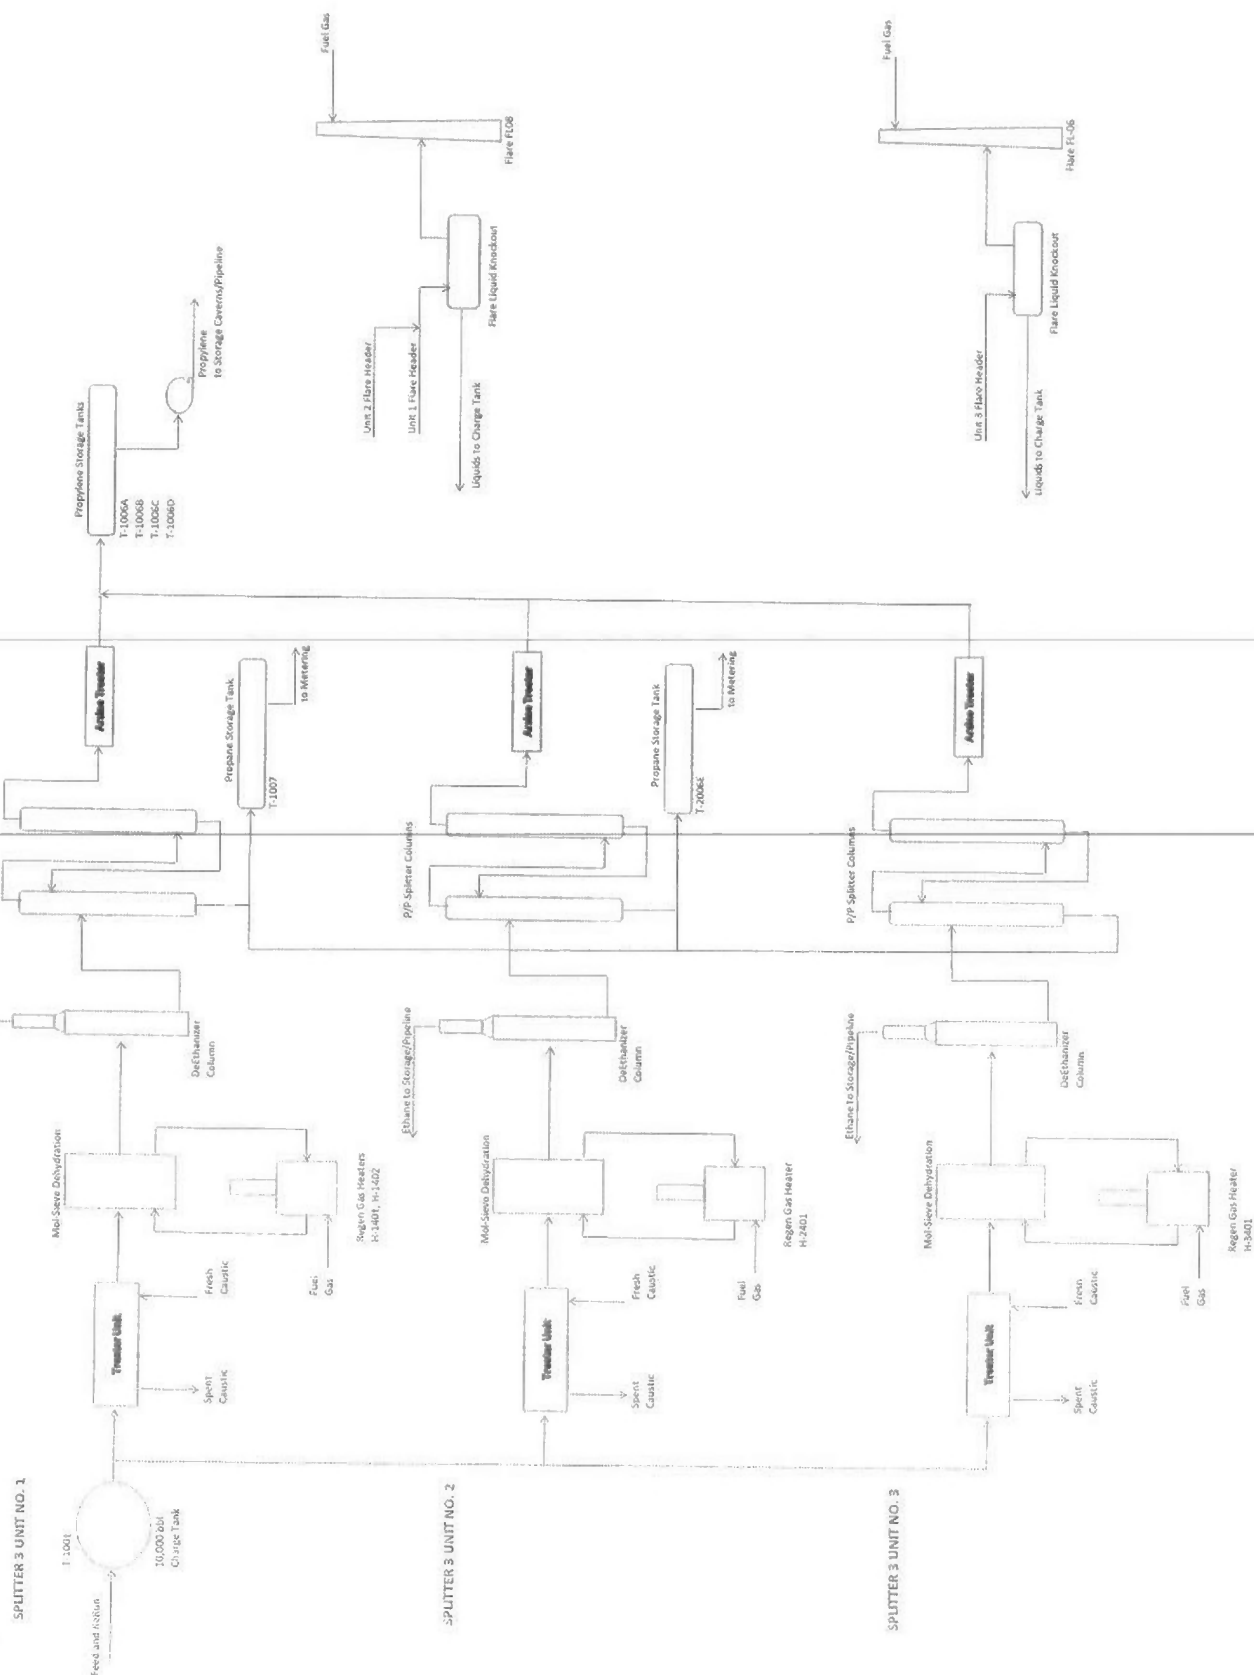 SPLITTER 3 UNIT NO. 1
Feed and ReRun
T-1001
10,000 bbl
Charge Tank
Treater Unit
Spent
Caustic
Fresh
Caustic
Mol-Sieve Dehydration
Fuel
Gas
Regen Gas Heaters
H-1401, H-1402
DeEthanizer
Column
Amine Treater
Propane Storage Tank
T-1007
to Metering
Propylene Storage Tanks
T-1006A
T-1006B
T-1006C
T-1006D
Propylene
to Storage Caverns/Pipeline
Unit 2 Flare Header
Unit 1 Flare Header
Liquids to Charge Tank
Flare Liquid Knockout
Fuel Gas
Flare FL08
SPLITTER 3 UNIT NO. 2
Treater Unit
Spent
Caustic
Fresh
Caustic
Mol-Sieve Dehydration
Fuel
Gas
Regen Gas Heater
H-2401
Ethane to Storage/Pipeline
DeEthanizer
Column
P/P Splitter Columns
Amine Treater
Propane Storage Tank
T-2006E
to Metering
SPLITTER 3 UNIT NO. 3
Treater Unit
Spent
Caustic
Fresh
Caustic
Mol-Sieve Dehydration
Fuel
Gas
Regen Gas Heater
H-3401
Ethane to Storage/Pipeline
DeEthanizer
Column
P/P Splitter Columns
Amine Treater
Unit 3 Flare Header
Liquids to Charge Tank
Flare Liquid Knockout
Fuel Gas
Flare FL-06